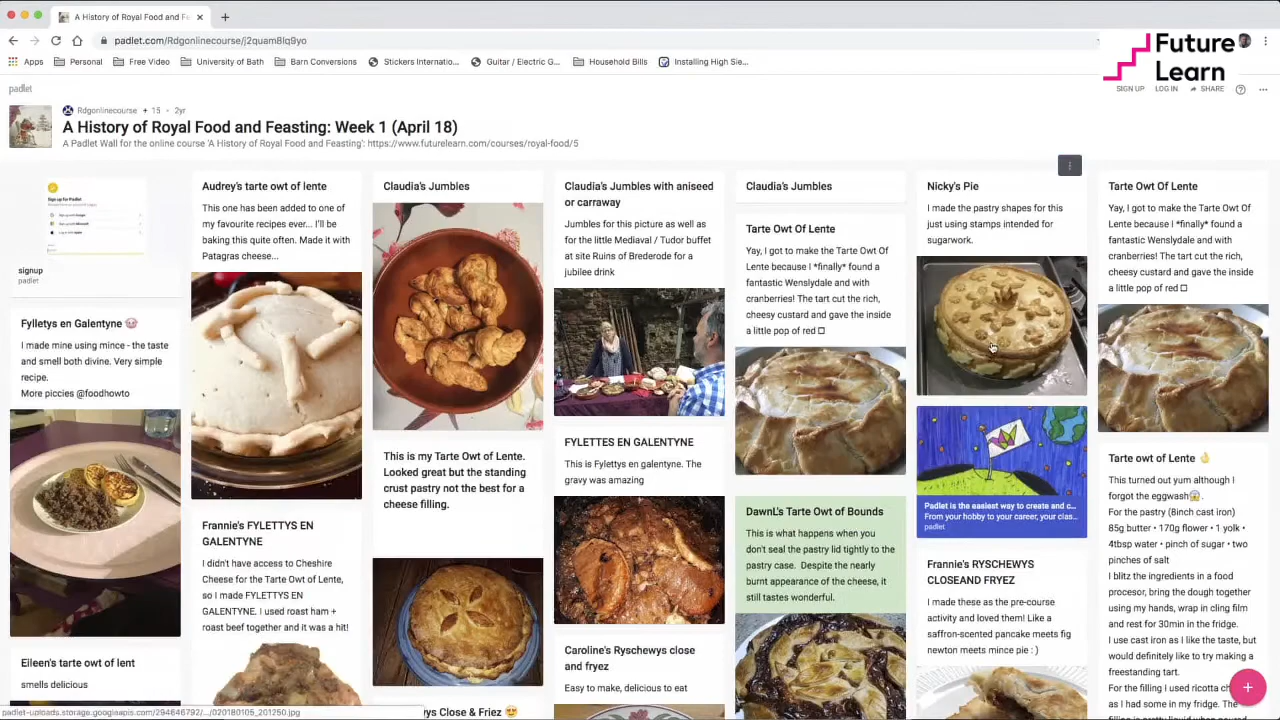 A History of Royal Food and Fe
padlet.com/Rdgonlinecourse/j2quam8lq9yo
Apps
Personal
Free Video
University of Bath
Barn Conversions
Stickers Internatio...
Guitar / Electric G...
Household Bills
Installing High Sie...
Future
Learn
padlet
SIGN UP
LOG IN
SHARE
Rdgonlinecourse + 15 • 2yr
A History of Royal Food and Feasting: Week 1 (April 18)
A Padlet Wall for the online course 'A History of Royal Food and Feasting': https://www.futurelearn.com/courses/royal-food/5
Sign up for Padlet
signup
padlet
Fylletys en Galentyne
I made mine using mince - the taste
and smell both divine. Very simple
recipe.
More piccies @foodhowto
Eileen's tarte owt of lent
smells delicious
Audrey's tarte owt of lente
This one has been added to one of
my favourite recipes ever... I'll be
baking this quite often. Made it with
Patagras cheese...
Frannie's FYLETTYS EN
GALENTYNE
I didn't have access to Cheshire
Cheese for the Tarte Owt of Lente,
so I made FYLETTYS EN
GALENTYNE. I used roast ham +
roast beef together and it was a hit!
Claudia's Jumbles
This is my Tarte Owt of Lente.
Looked great but the standing
crust pastry not the best for a
cheese filling.
ys Close & Friez
Claudia's Jumbles with aniseed
or carraway
Jumbles for this picture as well as
for the little Mediaval / Tudor buffet
at site Ruins of Brederode for a
jubilee drink
FYLETTES EN GALENTYNE
This is Fylettys en galentyne. The
gravy was amazing
Caroline's Ryschewys close
and fryez
Easy to make, delicious to eat
Claudia's Jumbles
Tarte Owt Of Lente
Yay, I got to make the Tarte Owt Of
Lente because I *finally* found a
fantastic Wenslydale and with
cranberries! The tart cut the rich,
cheesy custard and gave the inside
a little pop of red □
DawnL's Tarte Owt of Bounds
This is what happens when you
don't seal the pastry lid tightly to the
pastry case. Despite the nearly
burnt appearance of the cheese, it
still tastes wonderful.
Nicky's Pie
I made the pastry shapes for this
just using stamps intended for
sugarwork.
Padlet is the easiest way to create and c...
From your hobby to your career, your clas...
padlet
Frannie's RYSCHEWYS
CLOSEAND FRYEZ
I made these as the pre-course
activity and loved them! Like a
saffron-scented pancake meets fig
newton meets mince pie : )
Tarte Owt Of Lente
Yay, I got to make the Tarte Owt Of
Lente because I *finally* found a
fantastic Wenslydale and with
cranberries! The tart cut the rich,
cheesy custard and gave the inside
a little pop of red □
Tarte owt of Lente 👌
This turned out yum although I
forgot the eggwash😱.
For the pastry (8inch cast iron)
85g butter • 170g flower • 1 yolk •
4tbsp water • pinch of sugar • two
pinches of salt
I blitz the ingredients in a food
procesor, bring the dough together
using my hands, wrap in cling film
and rest for 30min in the fridge.
I use cast iron as I like the taste, but
would definitely like to try making a
freestanding tart.
For the filling I used ricotta ch
as I had some in my fridge. The
padlet-uploads.storage.googleapis.com/294646792/.../020180105_201250.jpg